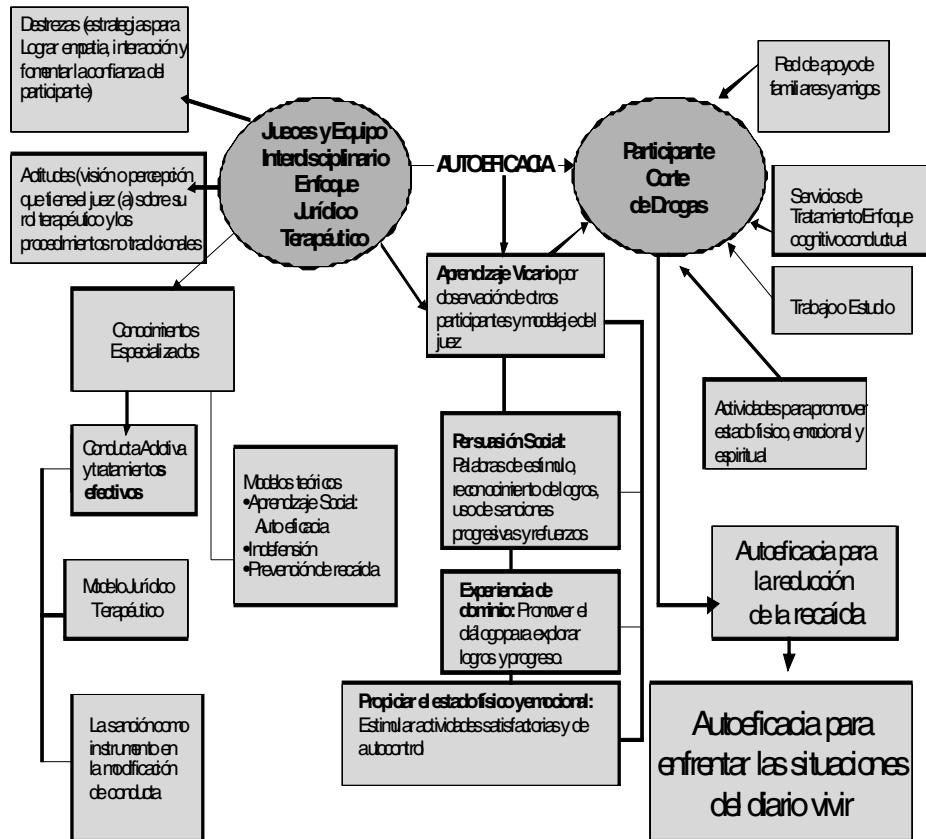 Destrezas (estrategias para
Lograr empatía, interacción y
fomentar la confianza del
participante)
Jueces y Equipo
Interdisciplinario
Enfoque
Jurídico
Terapéutico
AUTOEFICACIA
Participante
Corte
de Drogas
Red de apoyo de
familiares y amigos
Actitudes (visión o percepción
que tiene el juez (a) sobre su
rol terapéutico y los
procedimientos no tradicionales
Servicios de
Tratamiento Enfoque
cognitivo conductual
Trabajo o Estudio
Conocimientos
Especializados
Aprendizaje Vicario por
observación de otros
participantes y modelaje del
juez
Actividades para promover
estado físico, emocional y
espiritual
Conducta Adictiva
y tratamientos
efectivos
Modelos teóricos
•Aprendizaje Social:
Auto eficacia
•Indefensión
•Prevención de recaída
Persuasión Social:
Palabras de estímulo,
reconocimiento de logros,
uso de sanciones
progresivas y refuerzos
Modelo Jurídico
Terapéutico
Experiencia de
dominio: Promover el
diálogo para explorar
logros y progreso.
Autoeficacia para
la reducción
de la recaída
La sanción como
instrumento en
la modificación
de conducta
Propiciar el estado físico y emocional:
Estimular actividades satisfactorias y de
autocontrol
Autoeficacia para
enfrentar las situaciones
del diario vivir